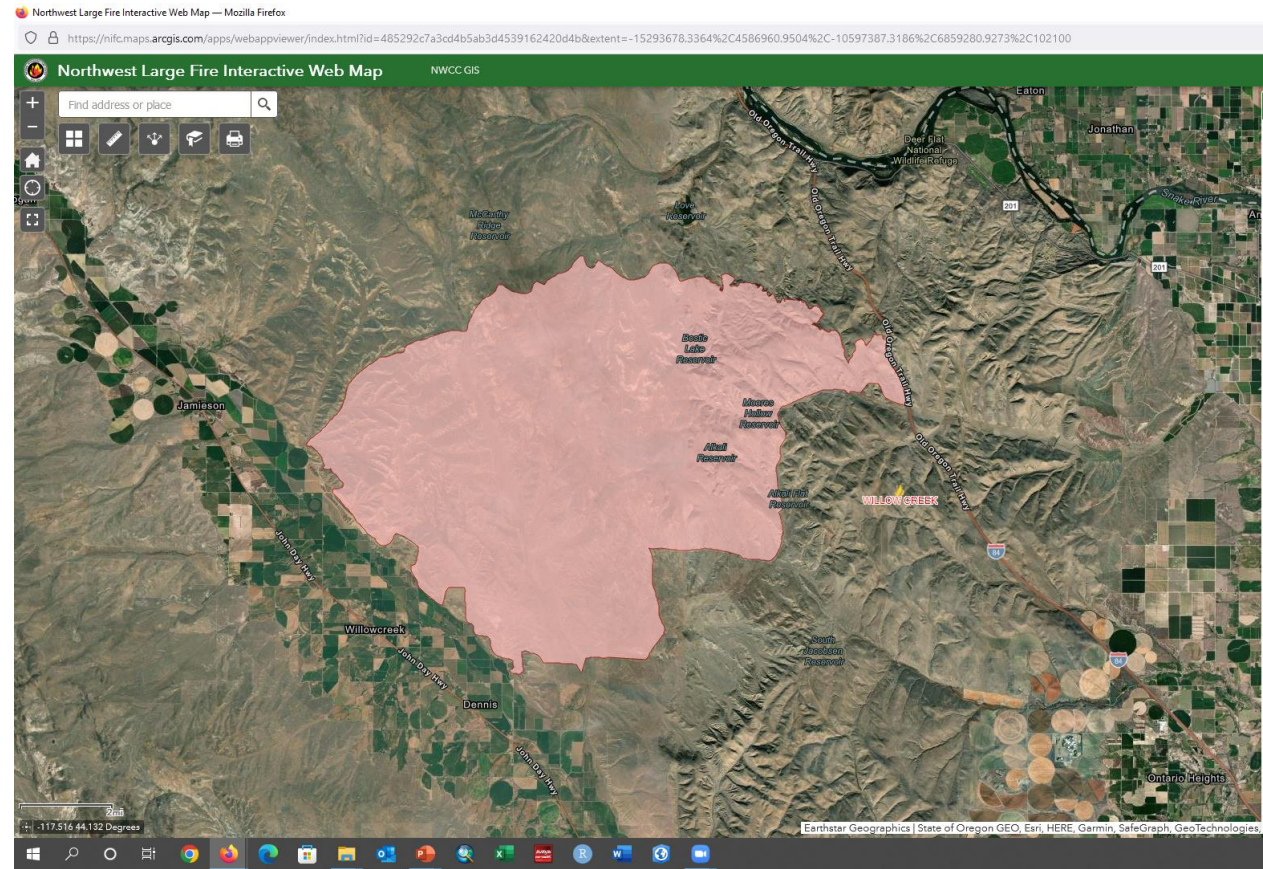 Northwest Large Fire Interactive Web Map — Mozilla Firefox
https://nifc.maps.arcgis.com/apps/webappviewer/index.html?id=485292c7a3cd4b5ab3d4539162420d4b&extent=-15293678.3364%2C4586960.9504%2C-10597387.3186%2C6859280.9273%2C102100
Northwest Large Fire Interactive Web Map
NWCC GIS
+
Find address or place
−
Eaton
Old Oregon Trail Hwy
Jonathan
Deer Flat
National
Wildlife Refuge
Old Oregon Trail Hwy
Snake River
201
Love
Reservoir
McCarthy
Ridge
Reservoir
201
Old Oregon Trail Hwy
Bestic
Lake
Reservoir
Jamieson
Moores
Hollow
Reservoir
Alkali
Reservoir
Old Oregon Trail Hwy
Alkali Flat
Reservoir
WILLOW CREEK
John Day Hwy
84
Willowcreek
South
Jacobsen
Reservoir
John Day Hwy
84
Dennis
John Day Hwy
Ontario Heights
2mi
-117.516 44.132 Degrees
Earthstar Geographics | State of Oregon GEO, Esri, HERE, Garmin, SafeGraph, GeoTechnologies,